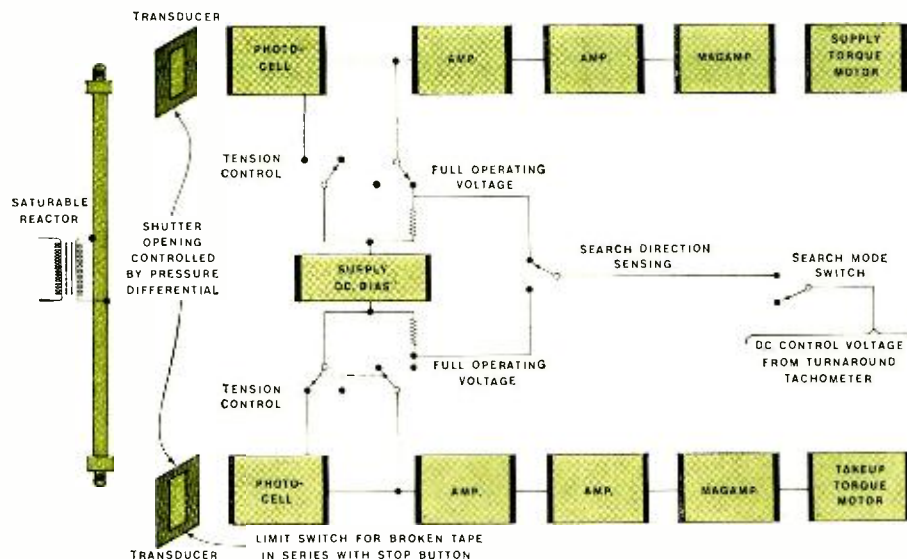 TRANSDUCER
PHOTO-
CELL
AMP.
AMP.
MAGAMP.
SUPPLY
TORQUE
MOTOR
TENSION
CONTROL
FULL OPERATING
VOLTAGE
SATURABLE
REACTOR
SHUTTER
OPENING
CONTROLLED
BY PRESSURE
DIFFERENTIAL
SUPPLY
DC. BIAS
SEARCH DIRECTION
SENSING
SEARCH MODE
SWITCH
DC CONTROL VOLTAGE
FROM TURNAROUND
TACHOMETER
TENSION
CONTROL
FULL OPERATING
VOLTAGE
PHOTO-
CELL
AMP.
AMP.
MAGAMP.
TAKEUP
TORQUE
MOTOR
LIMIT SWITCH FOR BROKEN TAPE
IN SERIES WITH STOP BUTTON
TRANSDUCER